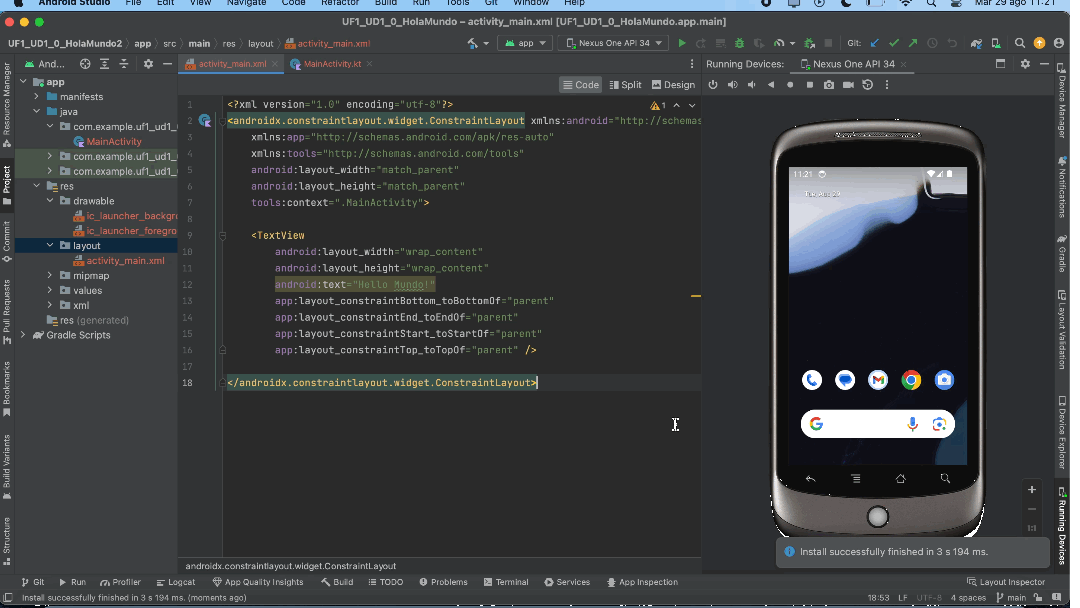 Android Studio File Edit View Navigate Code Refactor Build Run Tools Git Window Help Mar 29 ago 11:21
UF1_UD1_0_HolaMundo – activity_main.xml [UF1_UD1_0_HolaMundo.app.main]
UF1_UD1_0_HolaMundo2 app src main res layout activity_main.xml app Nexus One API 34 Git:
And... activity_main.xml MainActivity.kt Running Devices: Nexus One API 34
Code Split Design
app
manifests
java
com.example.uf1_ud1_
MainActivity
com.example.uf1_ud1_
com.example.uf1_ud1_
res
drawable
ic_launcher_backgr
ic_launcher_foregro
layout
activity_main.xml
mipmap
values
xml
res (generated)
Gradle Scripts
1 <?xml version="1.0" encoding="utf-8"?> 1
2 <androidx.constraintlayout.widget.ConstraintLayout xmlns:android="http://schemas
3 xmlns:app="http://schemas.android.com/apk/res-auto"
4 xmlns:tools="http://schemas.android.com/tools"
5 android:layout_width="match_parent"
6 android:layout_height="match_parent"
7 tools:context=".MainActivity">
8
9 <TextView
10 android:layout_width="wrap_content"
11 android:layout_height="wrap_content"
12 android:text="Hello Mundo!"
13 app:layout_constraintBottom_toBottomOf="parent"
14 app:layout_constraintEnd_toEndOf="parent"
15 app:layout_constraintStart_toStartOf="parent"
16 app:layout_constraintTop_toTopOf="parent" />
17
18 </androidx.constraintlayout.widget.ConstraintLayout>
androidx.constraintlayout.widget.ConstraintLayout
11:21
Tue, Aug 29
Install successfully finished in 3 s 194 ms.
Resource Manager
Project
Commit
Pull Requests
Bookmarks
Build Variants
Structure
Device Manager
Notifications
Gradle
Layout Validation
Device Explorer
Running Devices
Git Run Profiler Logcat App Quality Insights Build TODO Problems Terminal Services App Inspection Layout Inspector
Install successfully finished in 3 s 194 ms. (moments ago) 18:53 LF UTF-8 4 spaces main